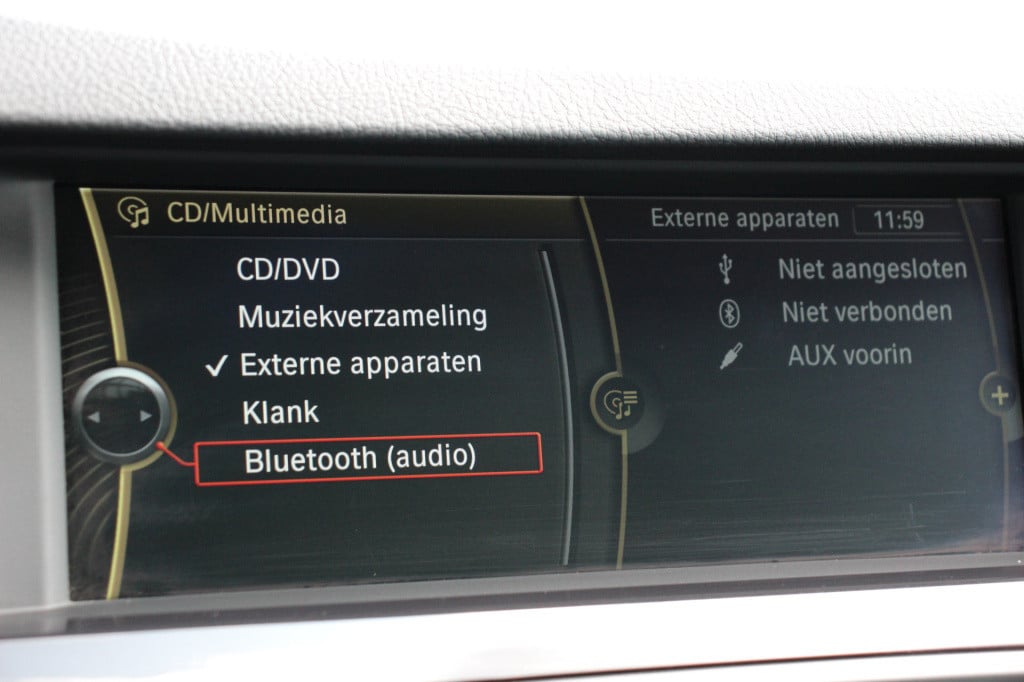 CD/Multimedia
CD/DVD
Muziekverzameling
Externe apparaten
Klank
Bluetooth (audio)
Externe apparaten 11:59
Niet aangesloten
Niet verbonden
AUX voorin